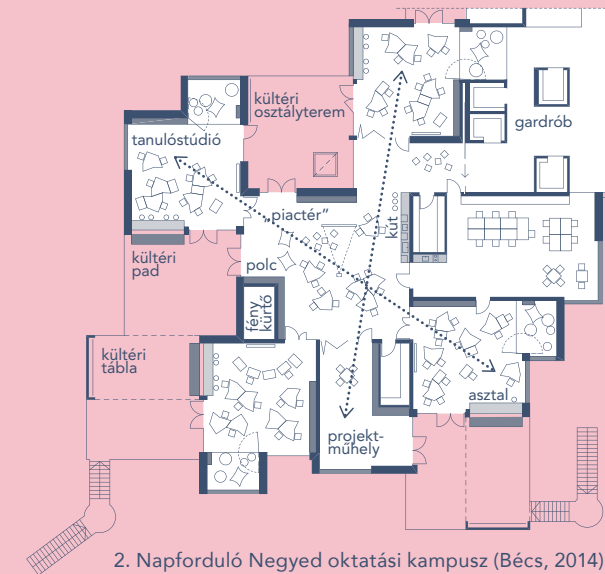 kültéri
osztályterem
gardrób
tanulóstúdió
„piactér”
kút
kültéri
pad
polc
fény
kürtő
kültéri
tábla
asztal
projekt-
műhely
2. Napforduló Negyed oktatási kampusz (Bécs, 2014)